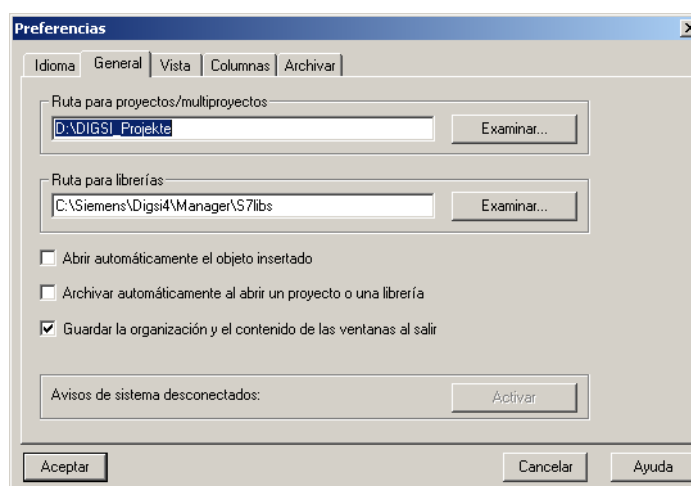 Preferencias
Idioma General Vista Columnas Archivar
Ruta para proyectos/multiproyectos
D:\DIGSI_Projekte Examinar...
Ruta para librerías
C:\Siemens\Digsi4\Manager\S7libs Examinar...
Abrir automáticamente el objeto insertado
Archivar automáticamente al abrir un proyecto o una librería
Guardar la organización y el contenido de las ventanas al salir
Avisos de sistema desconectados: Activar
Aceptar Cancelar Ayuda